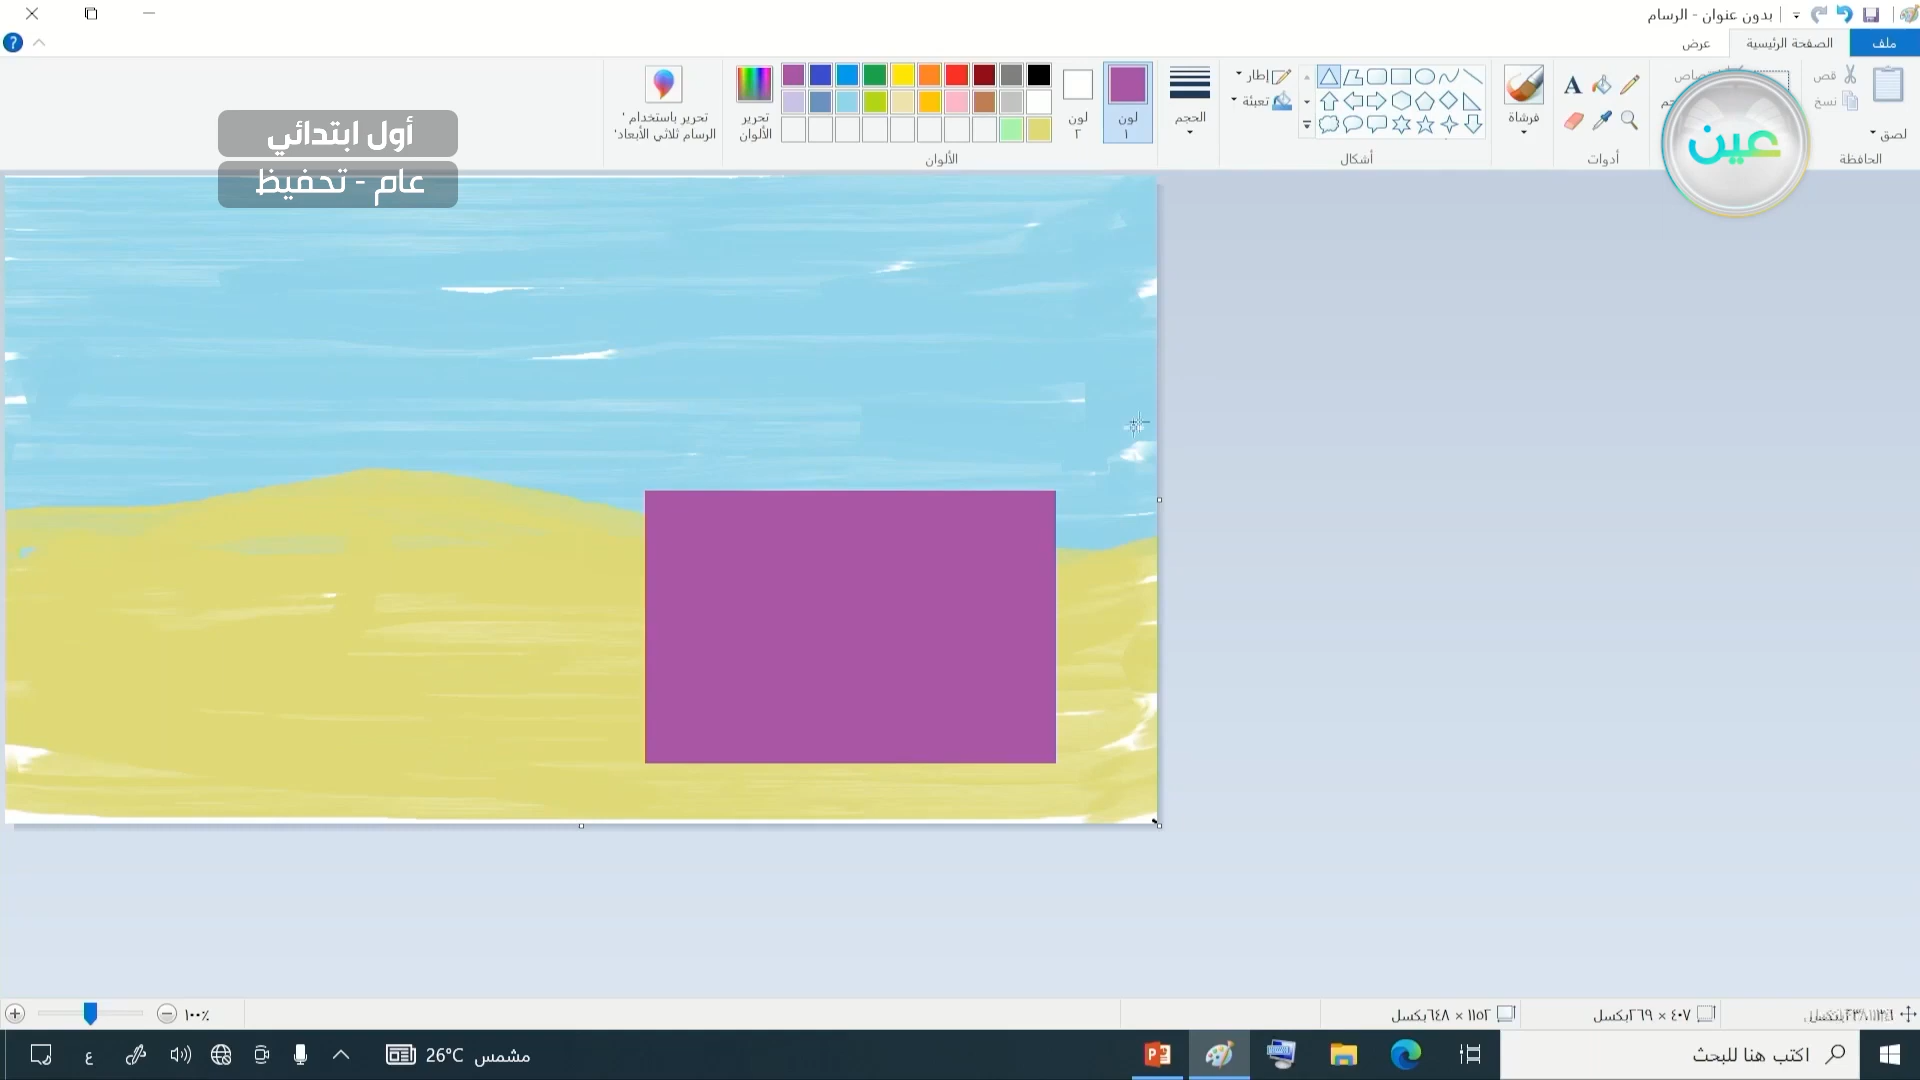 بدون عنوان - الرسام
ملف
الصفحة الرئيسية
عرض
لصق
قص
نسخ
الحافظة
أدوات
فرشاة
إطار
تعبئة
أشكال
الحجم
لون
١
لون
٢
تحرير
الألوان
الألوان
تحرير باستخدام '
الرسام ثلاثي الأبعاد'
عين
أول ابتدائي
عام - تحفيظ
٤٠٧ × ٢٦٩بكسل
١١٥٢ × ٦٤٨بكسل
١٠٠٪
اكتب هنا للبحث
26°C مشمس
ع